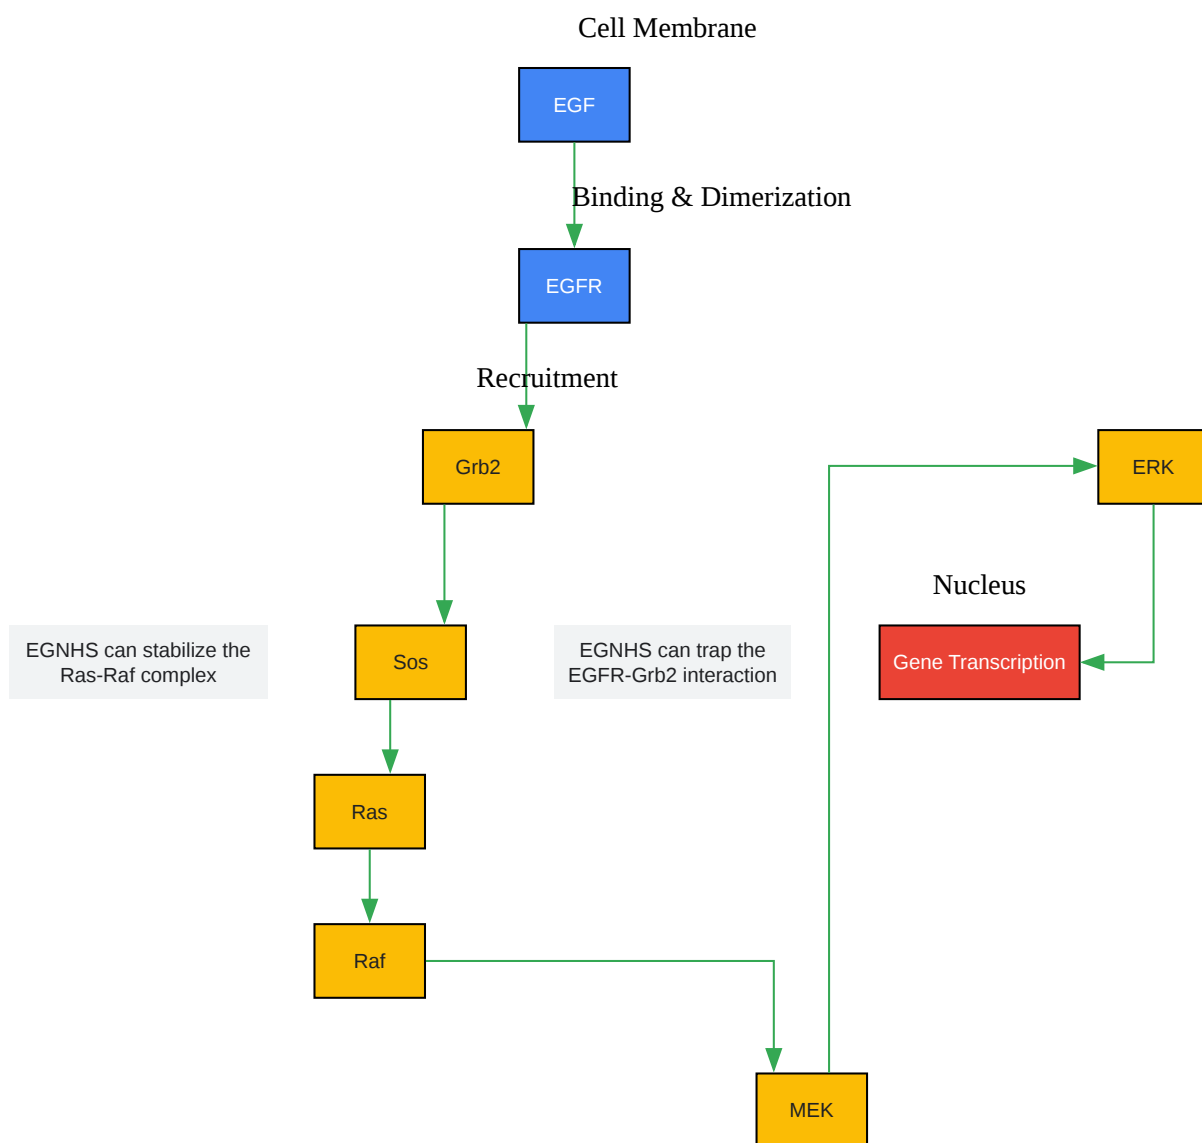 Cell Membrane
EGF
Binding & Dimerization
EGFR
Recruitment
Grb2
ERK
Nucleus
EGNHS can stabilize the
Ras-Raf complex
Sos
EGNHS can trap the
EGFR-Grb2 interaction
Gene Transcription
Ras
Raf
MEK